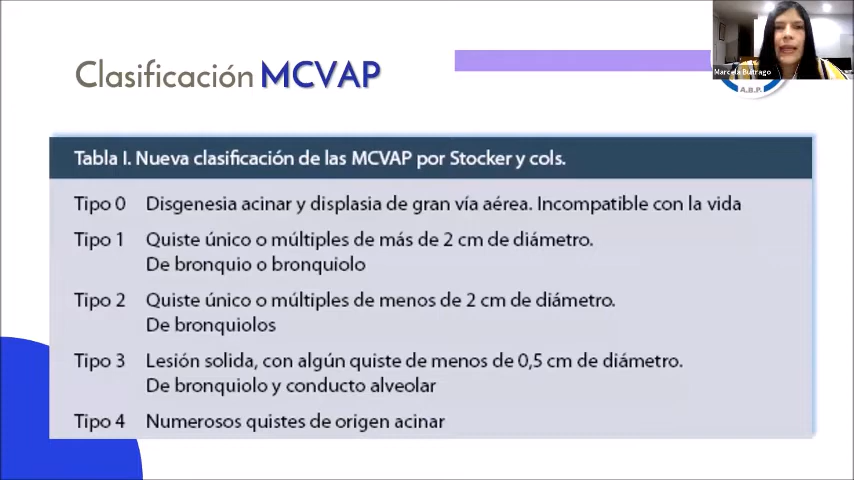 Marcela Buitrago
A.B.P.
Clasificación MCVAP
Tabla I. Nueva clasificación de las MCVAP por Stocker y cols.
Tipo 0 Disgenesia acinar y displasia de gran vía aérea. Incompatible con la vida
Tipo 1 Quiste único o múltiples de más de 2 cm de diámetro.
De bronquio o bronquiolo
Tipo 2 Quiste único o múltiples de menos de 2 cm de diámetro.
De bronquiolos
Tipo 3 Lesión solida, con algún quiste de menos de 0,5 cm de diámetro.
De bronquiolo y conducto alveolar
Tipo 4 Numerosos quistes de origen acinar